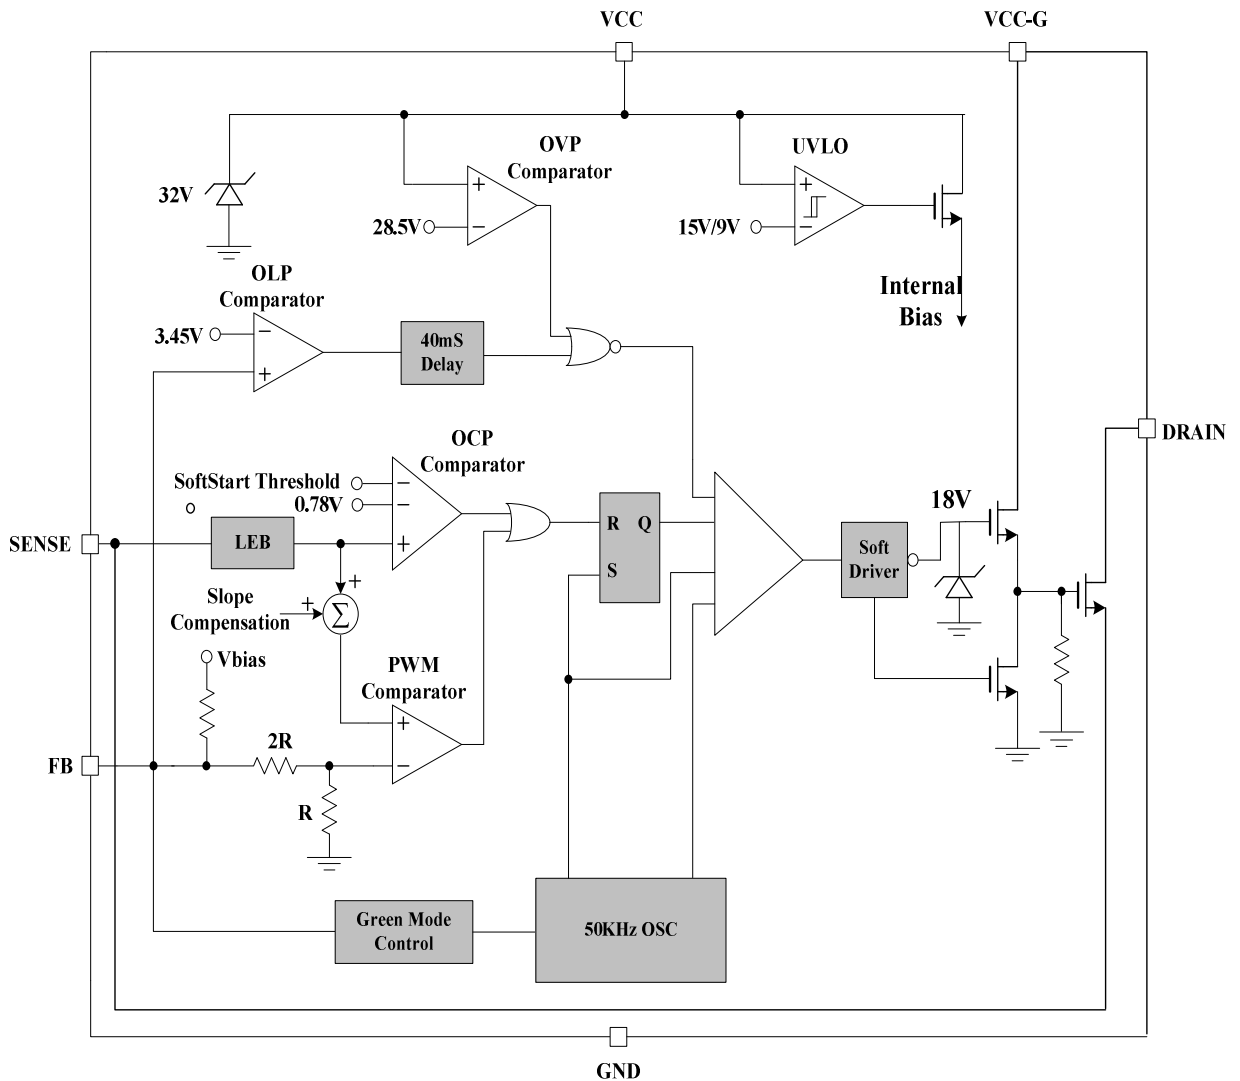 VCC
VCC-G
OVP
Comparator
UVLO
32V
+
28.5V
−
+
15V/9V
−
Internal
Bias
OLP
Comparator
3.45V
−
+
40mS
Delay
OCP
Comparator
SoftStart Threshold
−
0.78V
−
+
SENSE
LEB
R Q
S
DRAIN
18V
Soft
Driver
Slope
Compensation
+
+
Σ
Vbias
PWM
Comparator
+
−
FB
2R
R
Green Mode
Control
50KHz OSC
GND